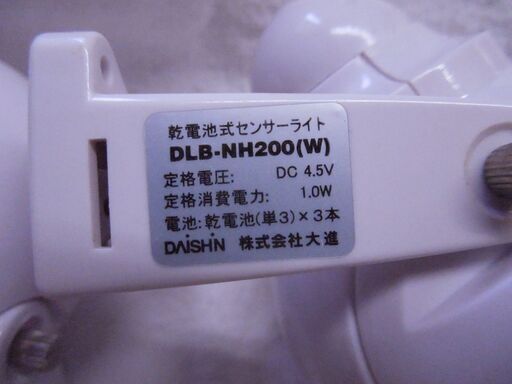 乾電池式センサーライト
DLB-NH200(W)
定格電圧: DC 4.5V
定格消費電力: 1.0W
電池:乾電池(単3)×3本
DAISHIN 株式会社大進